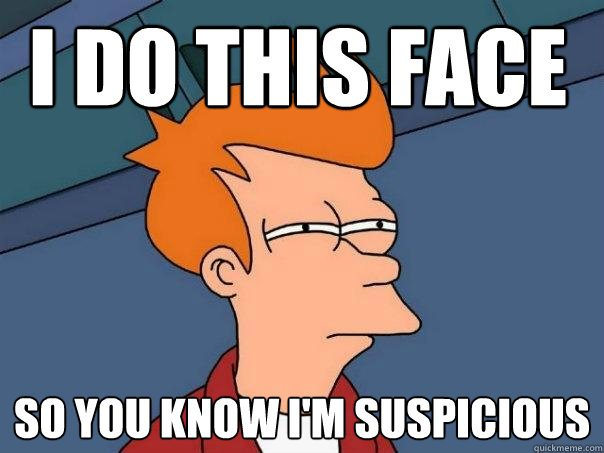 I DO THIS FACE
SO YOU KNOW I'M SUSPICIOUS
quickmeme.com